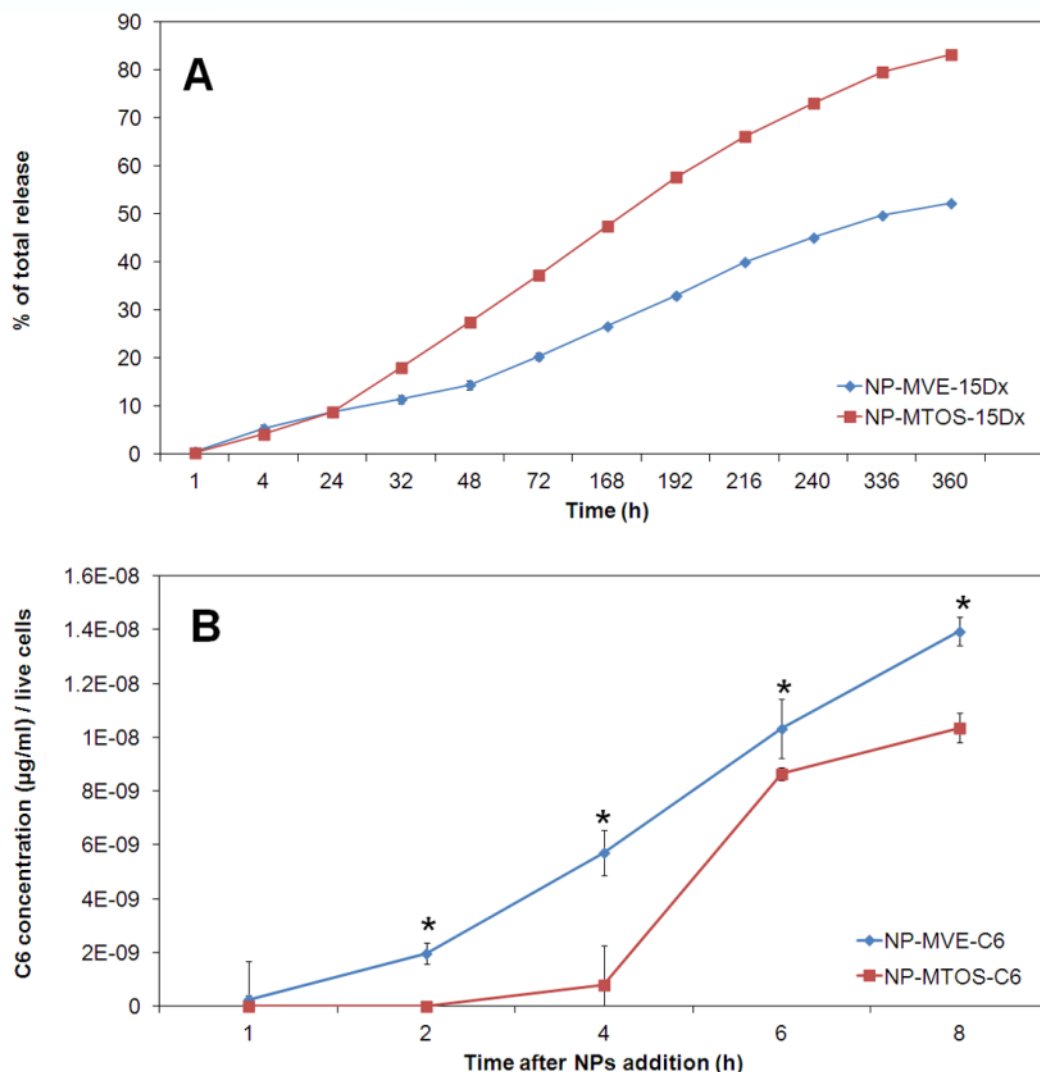 A
% of total release
90
80
70
60
50
40
30
20
10
0
NP-MVE-15Dx
NP-MTOS-15Dx
1 4 24 32 48 72 168 192 216 240 336 360
Time (h)
B
C6 concentration (µg/ml) / live cells
1.6E-08
1.4E-08
1.2E-08
1E-08
8E-09
6E-09
4E-09
2E-09
0
* * * *
NP-MVE-C6
NP-MTOS-C6
1 2 4 6 8
Time after NPs addition (h)